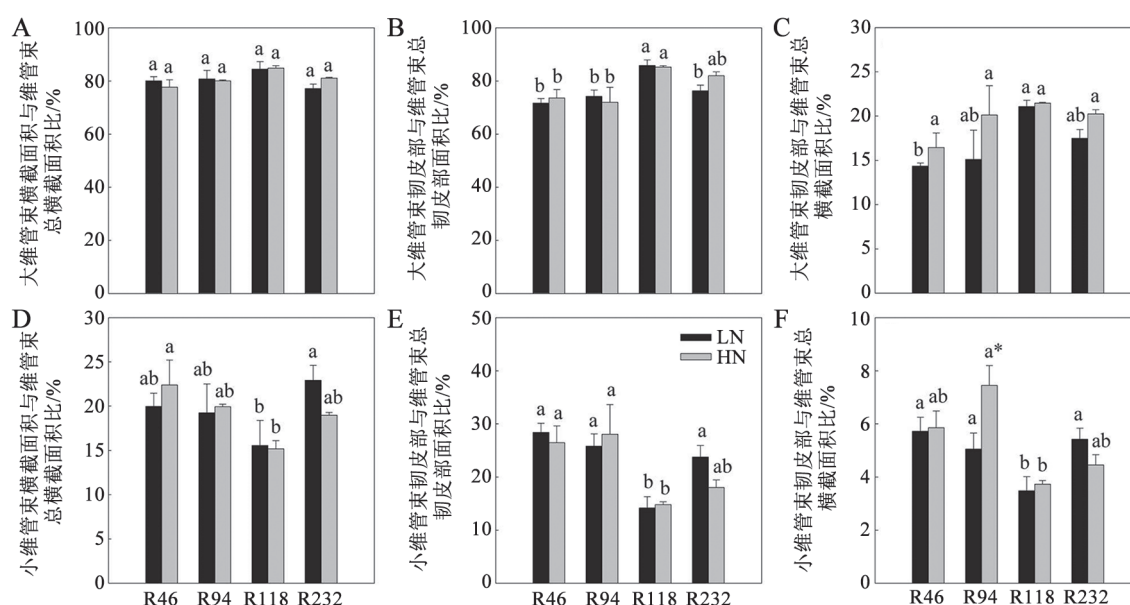 A
大维管束横截面积与维管束
总横截面积比/%
100
80
60
40
20
0
a a a a a a a a
B
大维管束韧皮部与维管束总
韧皮部面积比/%
100
80
60
40
20
0
b b b b a a b ab
C
大维管束韧皮部与维管束总
横截面积比/%
30
25
20
15
10
5
0
b a ab a a a ab a
D
小维管束横截面积与维管束
总横截面积比/%
30
25
20
15
10
5
0
ab a ab ab b b a ab
R46 R94 R118 R232
E
小维管束韧皮部与维管束总
韧皮部面积比/%
50
40
30
20
10
0
LN
HN
a a a a b b a ab
R46 R94 R118 R232
F
小维管束韧皮部与维管束总
横截面积比/%
10
8
6
4
2
0
a a a a* b b a ab
R46 R94 R118 R232